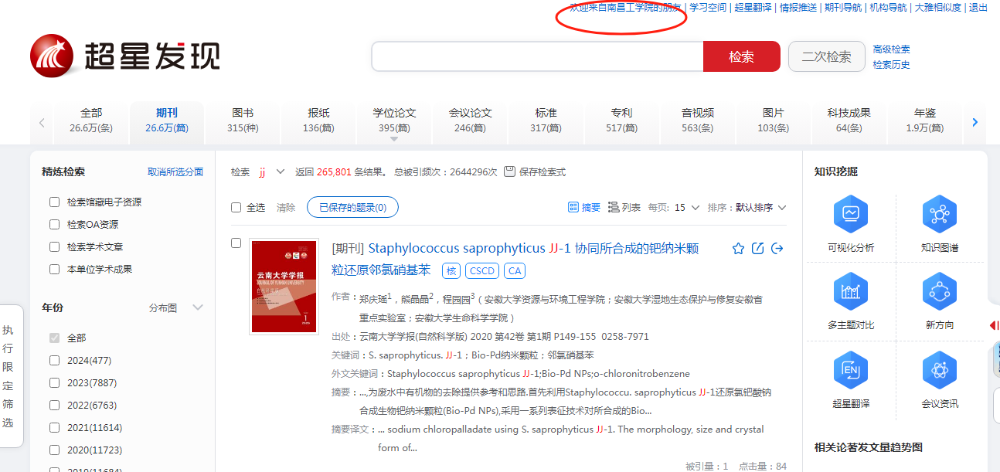 欢迎来自南昌工学院的朋友 | 学习空间 | 超星翻译 | 情报推送 | 期刊导航 | 机构导航 | 大雅相似度 | 退出
超星发现
检索
二次检索
高级检索
检索历史
全部
26.6万(条)
期刊
26.6万(篇)
图书
315(种)
报纸
136(篇)
学位论文
395(篇)
会议论文
246(篇)
标准
317(篇)
专利
517(篇)
音视频
563(条)
图片
103(条)
科技成果
64(条)
年鉴
1.9万(篇)
执行限定筛选
精炼检索 取消所选分面
检索馆藏电子资源
检索OA资源
检索学术文章
本单位学术成果
年份 分布图
全部
2024(477)
2023(7887)
2022(6763)
2021(11614)
2020(11723)
2019(11684)
检索 jj 返回 265,801 条结果。 总被引频次：2644296次 保存检索式
全选 清除 已保存的题录(0) 摘要 列表 每页: 15 排序：默认排序
云南大学学报
JOURNAL OF YUNNAN UNIVERSITY
1
2020
[期刊] Staphylococcus saprophyticus JJ-1 协同所合成的钯纳米颗
粒还原邻氯硝基苯 核 CSCD CA
作者：郑庆瑶1，熊晶晶2，程园园3（安徽大学资源与环境工程学院；安徽大学湿地生态保护与修复安徽省
重点实验室；安徽大学生命科学学院）
出处：云南大学学报(自然科学版) 2020 第42卷 第1期 P149-155 0258-7971
关键词：S. saprophyticus. JJ-1；Bio-Pd纳米颗粒；邻氯硝基苯
外文关键词：Staphylococcus saprophyticus JJ-1;Bio-Pd NPs;o-chloronitrobenzene
摘要：...,为废水中有机物的去除提供参考和思路.首先利用Staphylococcu. saprophyticus JJ-1还原氯钯酸钠
合成生物钯纳米颗粒(Bio-Pd NPs),采用一系列表征技术对所合成的Bio...
摘要译文：... sodium chloropalladate using S. saprophyticus JJ-1. The morphology, size and crystal
form of...
被引量：1 点击量：84
知识挖掘
可视化分析
知识图谱
多主题对比
新方向
EN
超星翻译
会议资讯
相关论著发文量趋势图